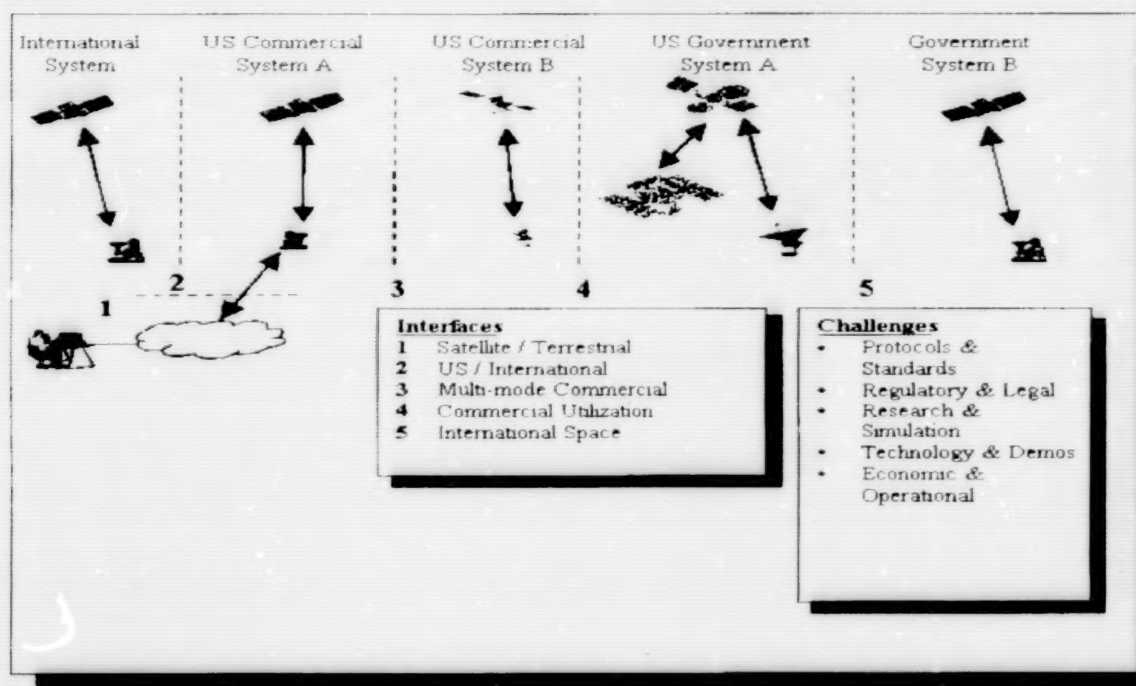 International
System
US Commercial
System A
US Commercial
System B
US Government
System A
Government
System B
1
2
3
4
5
Interfaces
1 Satellite / Terrestrial
2 US / International
3 Multi-mode Commercial
4 Commercial Utilization
5 International Space
Challenges
• Protocols &
Standards
• Regulatory & Legal
• Research &
Simulation
• Technology & Demos
• Economic &
Operational